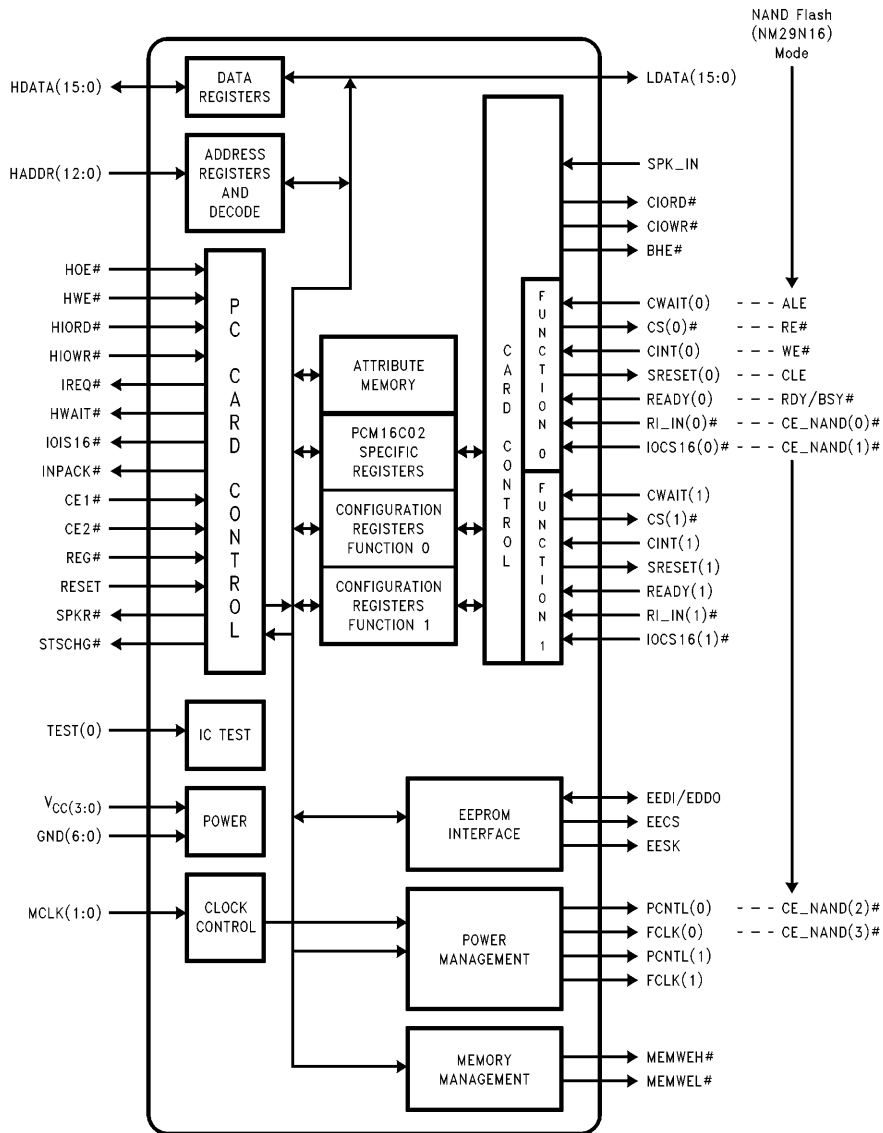 NAND Flash
(NM29N16)
Mode
HDATA(15:0)
DATA
REGISTERS
LDATA(15:0)
HADDR(12:0)
ADDRESS
REGISTERS
AND
DECODE
HOE#
HWE#
HIORD#
HIOWR#
IREQ#
HWAIT#
IOIS16#
INPACK#
CE1#
CE2#
REG#
RESET
SPKR#
STSCHG#
PC CARD CONTROL
ATTRIBUTE
MEMORY
PCM16C02
SPECIFIC
REGISTERS
CONFIGURATION
REGISTERS
FUNCTION 0
CONFIGURATION
REGISTERS
FUNCTION 1
CARD CONTROL
FUNCTION 0
FUNCTION 1
SPK_IN
CIORD#
CIOWR#
BHE#
CWAIT(0) --- ALE
CS(0)# --- RE#
CINT(0) --- WE#
SRESET(0) --- CLE
READY(0) --- RDY/BSY#
RI_IN(0)# --- CE_NAND(0)#
IOCS16(0)# --- CE_NAND(1)#
CWAIT(1)
CS(1)#
CINT(1)
SRESET(1)
READY(1)
RI_IN(1)#
IOCS16(1)#
TEST(0)
IC TEST
VCC(3:0)
GND(6:0)
POWER
EEPROM
INTERFACE
EEDI/EDDO
EECS
EESK
MCLK(1:0)
CLOCK
CONTROL
POWER
MANAGEMENT
PCNTL(0) --- CE_NAND(2)#
FCLK(0) --- CE_NAND(3)#
PCNTL(1)
FCLK(1)
MEMORY
MANAGEMENT
MEMWEH#
MEMWEL#